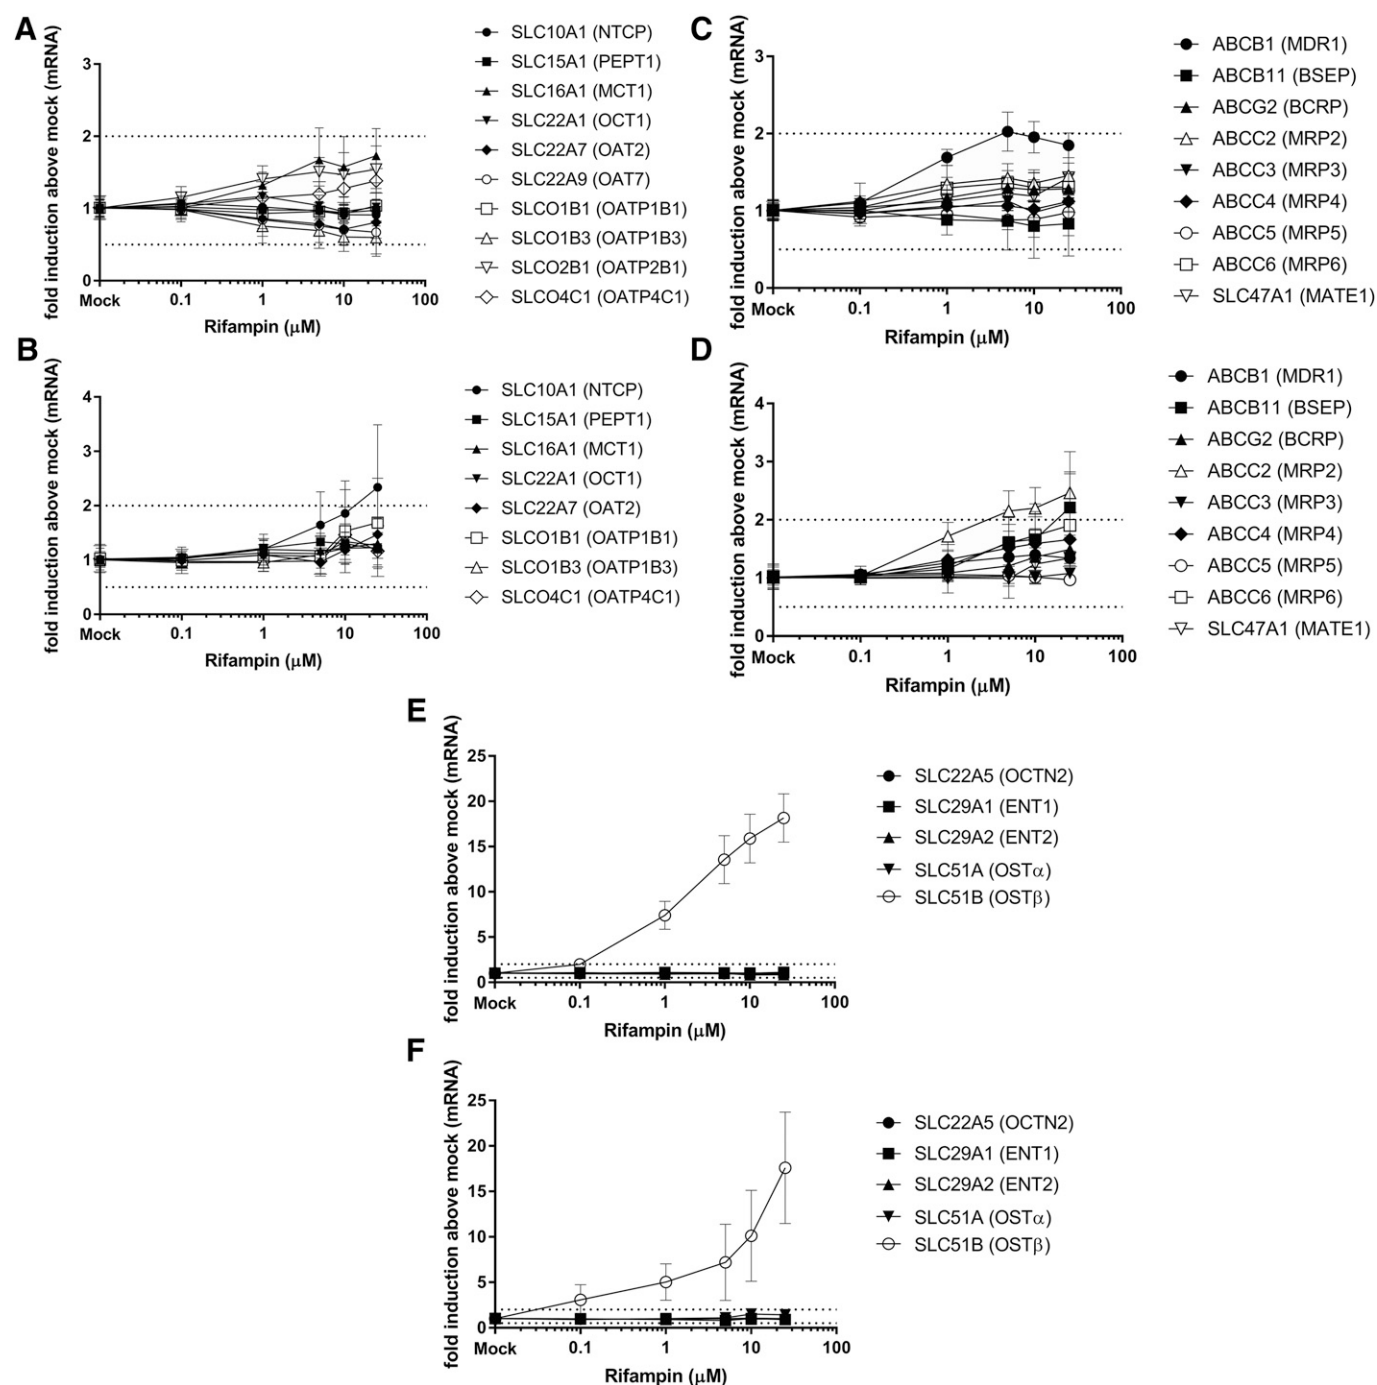 A
fold induction above mock (mRNA)
3
2
1
0
Mock
0.1
1
10
100
Rifampin (μM)
SLC10A1 (NTCP)
SLC15A1 (PEPT1)
SLC16A1 (MCT1)
SLC22A1 (OCT1)
SLC22A7 (OAT2)
SLC22A9 (OAT7)
SLCO1B1 (OATP1B1)
SLCO1B3 (OATP1B3)
SLCO2B1 (OATP2B1)
SLCO4C1 (OATP4C1)
B
fold induction above mock (mRNA)
4
3
2
1
0
Mock
0.1
1
10
100
Rifampin (μM)
SLC10A1 (NTCP)
SLC15A1 (PEPT1)
SLC16A1 (MCT1)
SLC22A1 (OCT1)
SLC22A7 (OAT2)
SLCO1B1 (OATP1B1)
SLCO1B3 (OATP1B3)
SLCO4C1 (OATP4C1)
C
fold induction above mock (mRNA)
3
2
1
0
Mock
0.1
1
10
100
Rifampin (μM)
ABCB1 (MDR1)
ABCB11 (BSEP)
ABCG2 (BCRP)
ABCC2 (MRP2)
ABCC3 (MRP3)
ABCC4 (MRP4)
ABCC5 (MRP5)
ABCC6 (MRP6)
SLC47A1 (MATE1)
D
fold induction above mock (mRNA)
4
3
2
1
0
Mock
0.1
1
10
100
Rifampin (μM)
ABCB1 (MDR1)
ABCB11 (BSEP)
ABCG2 (BCRP)
ABCC2 (MRP2)
ABCC3 (MRP3)
ABCC4 (MRP4)
ABCC5 (MRP5)
ABCC6 (MRP6)
SLC47A1 (MATE1)
E
fold induction above mock (mRNA)
25
20
15
10
5
0
Mock
0.1
1
10
100
Rifampin (μM)
SLC22A5 (OCTN2)
SLC29A1 (ENT1)
SLC29A2 (ENT2)
SLC51A (OSTα)
SLC51B (OSTβ)
F
fold induction above mock (mRNA)
25
20
15
10
5
0
Mock
0.1
1
10
100
Rifampin (μM)
SLC22A5 (OCTN2)
SLC29A1 (ENT1)
SLC29A2 (ENT2)
SLC51A (OSTα)
SLC51B (OSTβ)